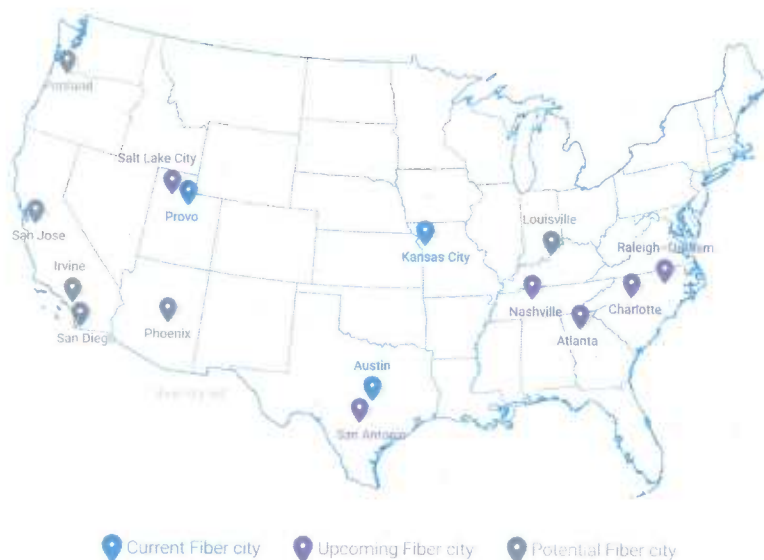 Portland
Salt Lake City
Provo
San Jose
Irvine
San Dieg
Phoenix
Kansas City
Louisville
Raleigh-Durham
Nashville
Charlotte
Atlanta
Austin
San Antonio
Current Fiber city
Upcoming Fiber city
Potential Fiber city